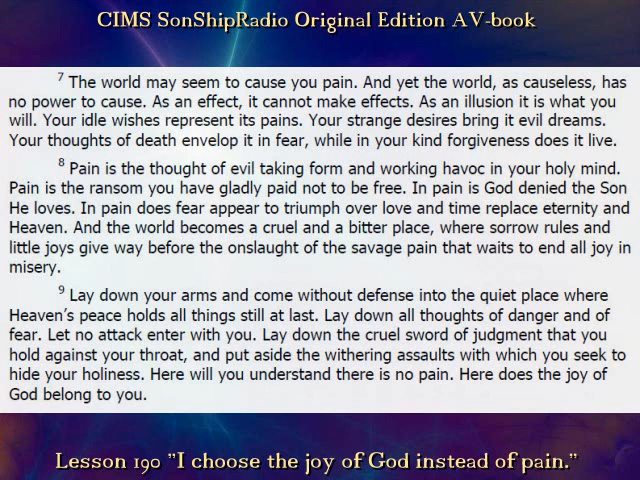 CIMS SonShipRadio Original Edition AV-book
7 The world may seem to cause you pain. And yet the world, as causeless, has
no power to cause. As an effect, it cannot make effects. As an illusion it is what you
will. Your idle wishes represent its pains. Your strange desires bring it evil dreams.
Your thoughts of death envelop it in fear, while in your kind forgiveness does it live.
8 Pain is the thought of evil taking form and working havoc in your holy mind.
Pain is the ransom you have gladly paid not to be free. In pain is God denied the Son
He loves. In pain does fear appear to triumph over love and time replace eternity and
Heaven. And the world becomes a cruel and a bitter place, where sorrow rules and
little joys give way before the onslaught of the savage pain that waits to end all joy in
misery.
9 Lay down your arms and come without defense into the quiet place where
Heaven's peace holds all things still at last. Lay down all thoughts of danger and of
fear. Let no attack enter with you. Lay down the cruel sword of judgment that you
hold against your throat, and put aside the withering assaults with which you seek to
hide your holiness. Here will you understand there is no pain. Here does the joy of
God belong to you.
Lesson 190 "I choose the joy of God instead of pain."